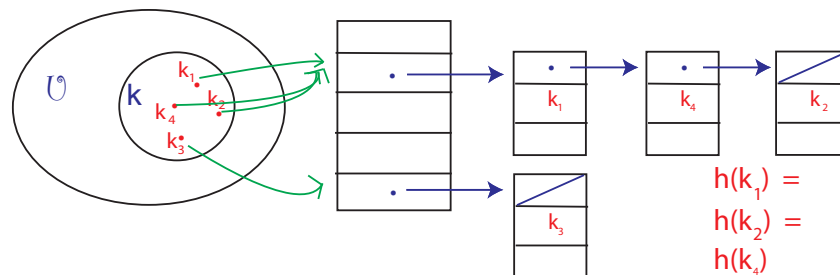 𝒰
k
k₁
k₂
k₄
k₃
k₁
k₄
k₂
k₃
h(k₁) =
h(k₂) =
h(k₄)